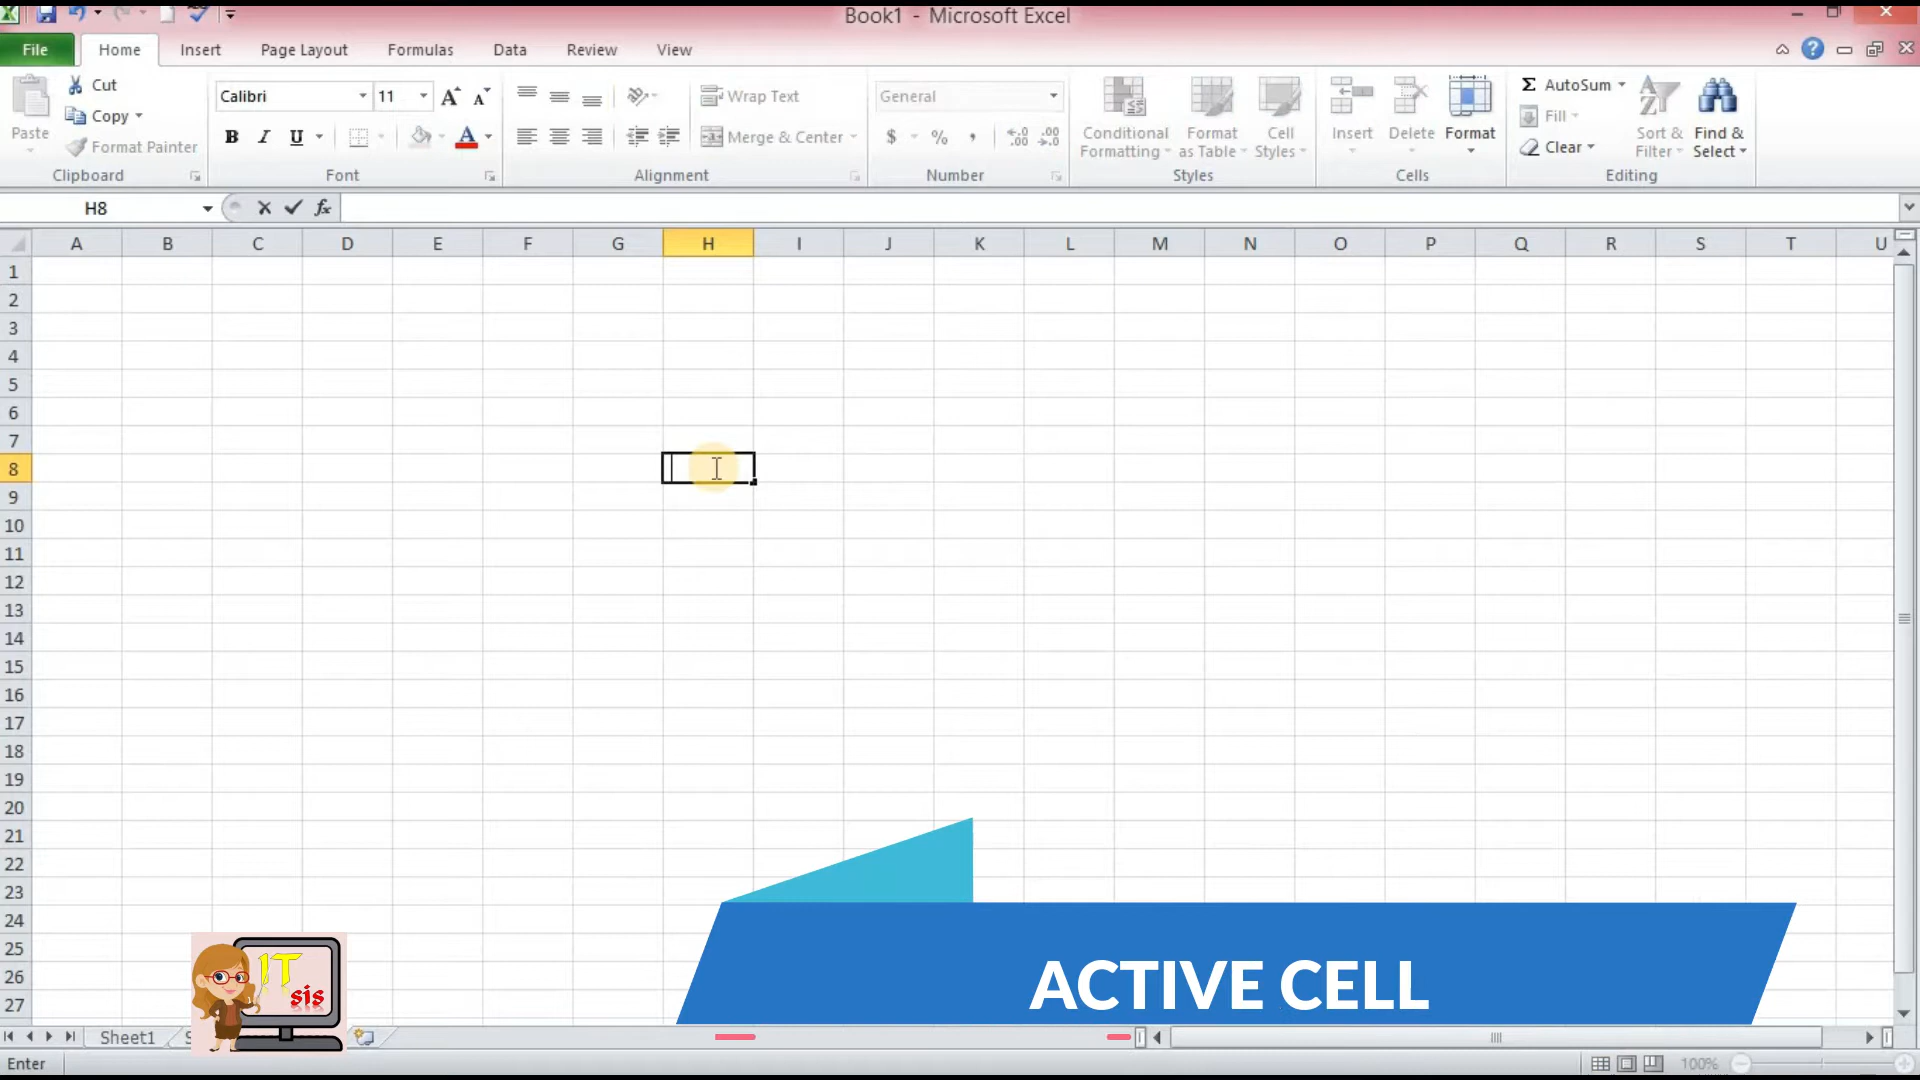 Book1 - Microsoft Excel
File Home Insert Page Layout Formulas Data Review View
Paste
Cut
Copy
Format Painter
Clipboard
Calibri 11
B I U
Font
Wrap Text
Merge & Center
Alignment
General
$ % ,
Number
Conditional Formatting
Format as Table
Cell Styles
Styles
Insert Delete Format
Cells
Σ AutoSum
Fill
Clear
Sort & Filter
Find & Select
Editing
H8 fx
A B C D E F G H I J K L M N O P Q R S T U
1
2
3
4
5
6
7
8
9
10
11
12
13
14
15
16
17
18
19
20
21
22
23
24
25
26
27
ACTIVE CELL
IT
sis
Sheet1
Enter
100%